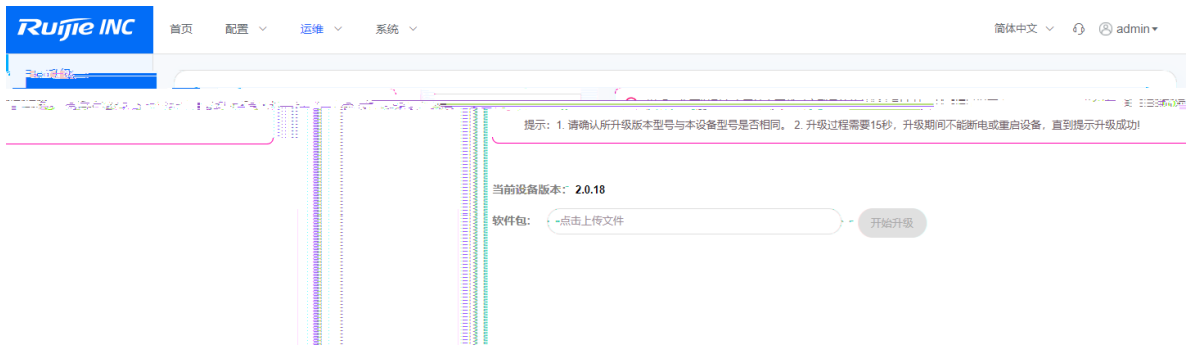 Ruijie INC 首页 配置 运维 系统 简体中文 admin
升级
提示：1. 请确认所升级版本型号与本设备型号是否相同。 2. 升级过程需要15秒，升级期间不能断电或重启设备，直到提示升级成功!
当前设备版本： 2.0.18
软件包： 点击上传文件 开始升级